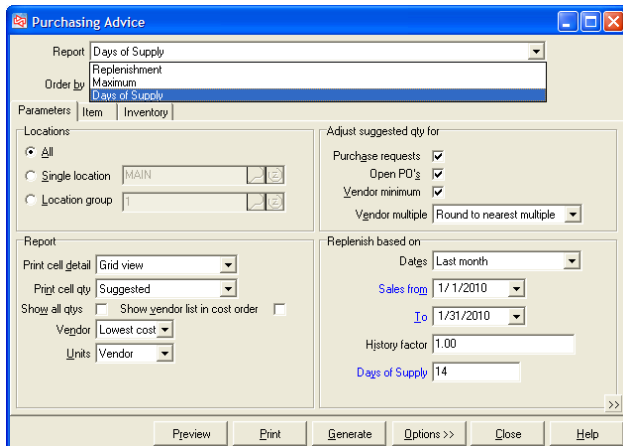 Purchasing Advice
Report Days of Supply
Replenishment
Maximum
Order by Days of Supply
Parameters Item Inventory
Locations
All
Single location MAIN
Location group 1
Adjust suggested qty for
Purchase requests
Open PO's
Vendor minimum
Vendor multiple Round to nearest multiple
Report
Print cell detail Grid view
Print cell qty Suggested
Show all qtys Show vendor list in cost order
Vendor Lowest cost
Units Vendor
Replenish based on
Dates Last month
Sales from 1/ 1/2010
To 1/31/2010
History factor 1.00
Days of Supply 14
>>
Preview Print Generate Options >> Close Help